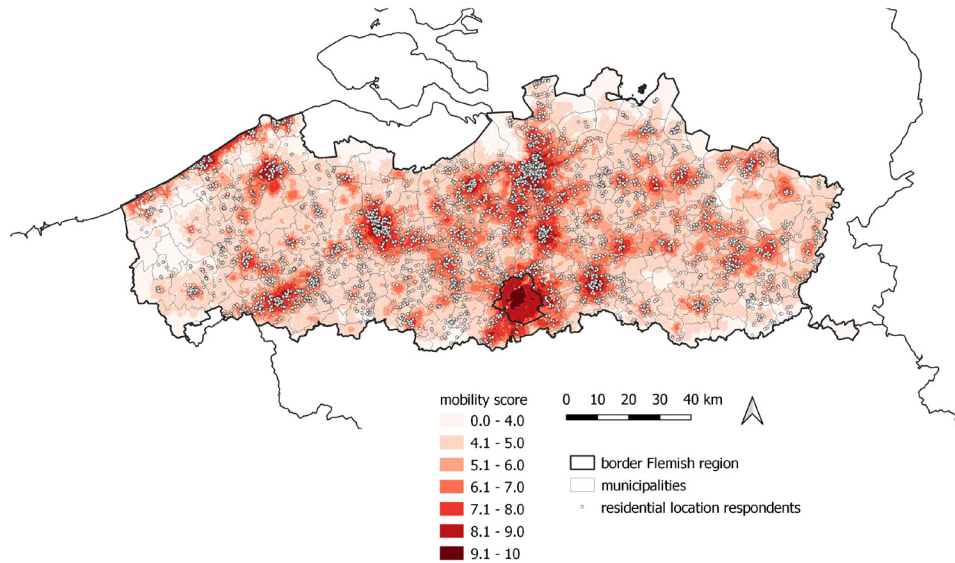 mobility score
0.0 - 4.0
4.1 - 5.0
5.1 - 6.0
6.1 - 7.0
7.1 - 8.0
8.1 - 9.0
9.1 - 10
0 10 20 30 40 km
border Flemish region
municipalities
residential location respondents